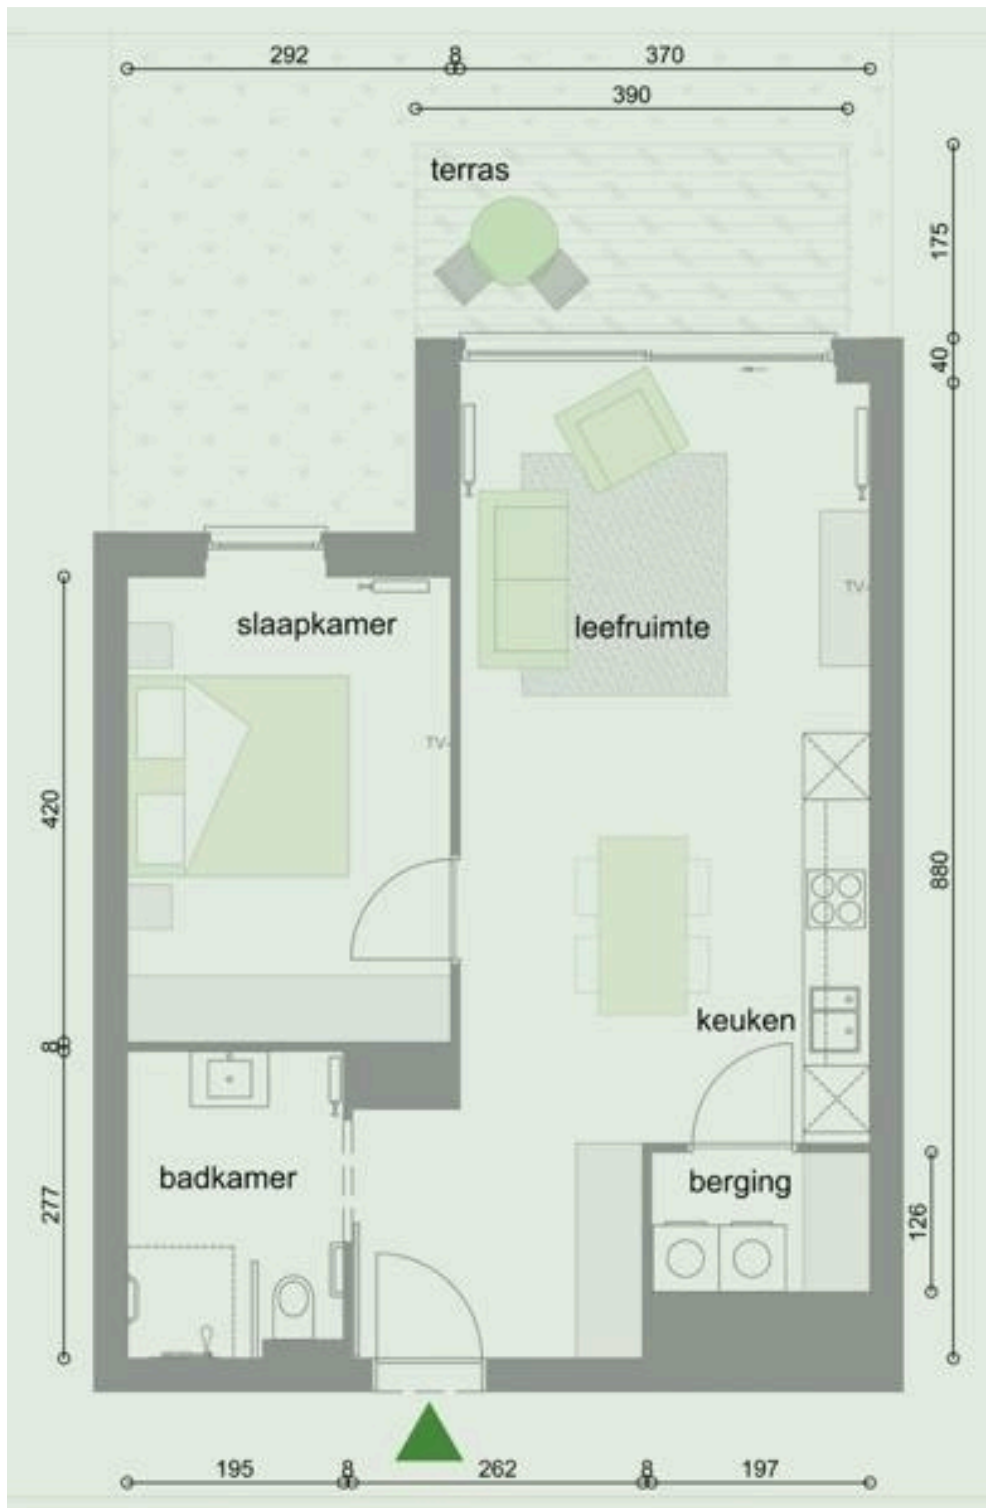 292
8
370
390
terras
175
40
slaapkamer
leefruimte
TV
TV
420
880
keuken
8
badkamer
berging
277
126
195
8
262
8
197